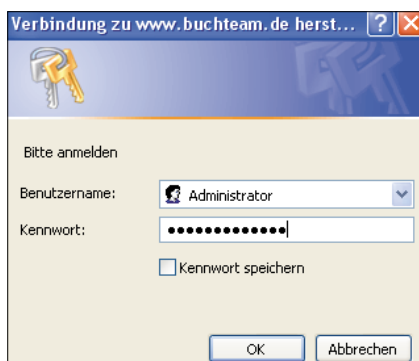 Verbindung zu www.buchteam.de herst...
Bitte anmelden
Benutzername: Administrator
Kennwort: •••••••••••••
Kennwort speichern
OK Abbrechen